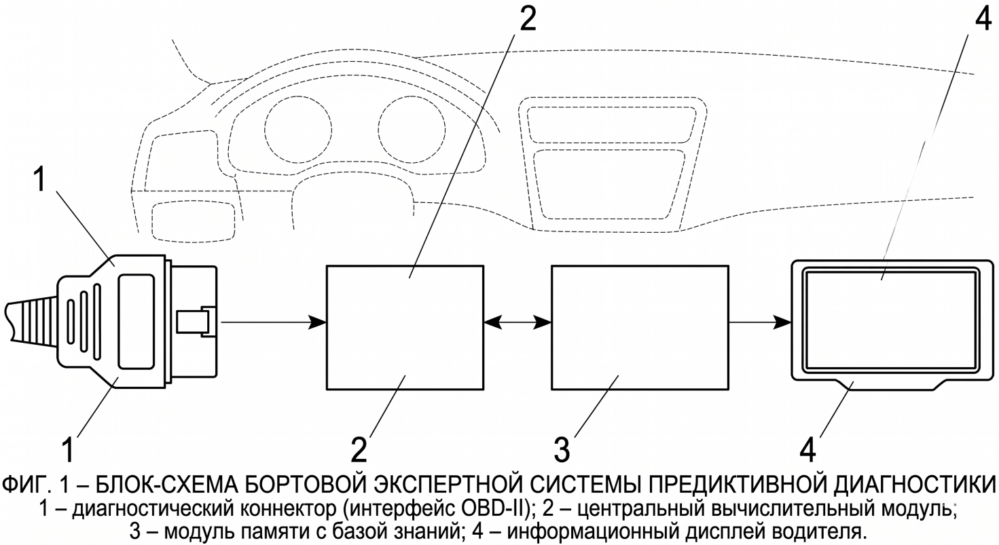 2
4
1
1
2
3
4
ФИГ. 1 – БЛОК-СХЕМА БОРТОВОЙ ЭКСПЕРТНОЙ СИСТЕМЫ ПРЕДИКТИВНОЙ ДИАГНОСТИКИ
1 – диагностический коннектор (интерфейс OBD-II); 2 – центральный вычислительный модуль;
3 – модуль памяти с базой знаний; 4 – информационный дисплей водителя.